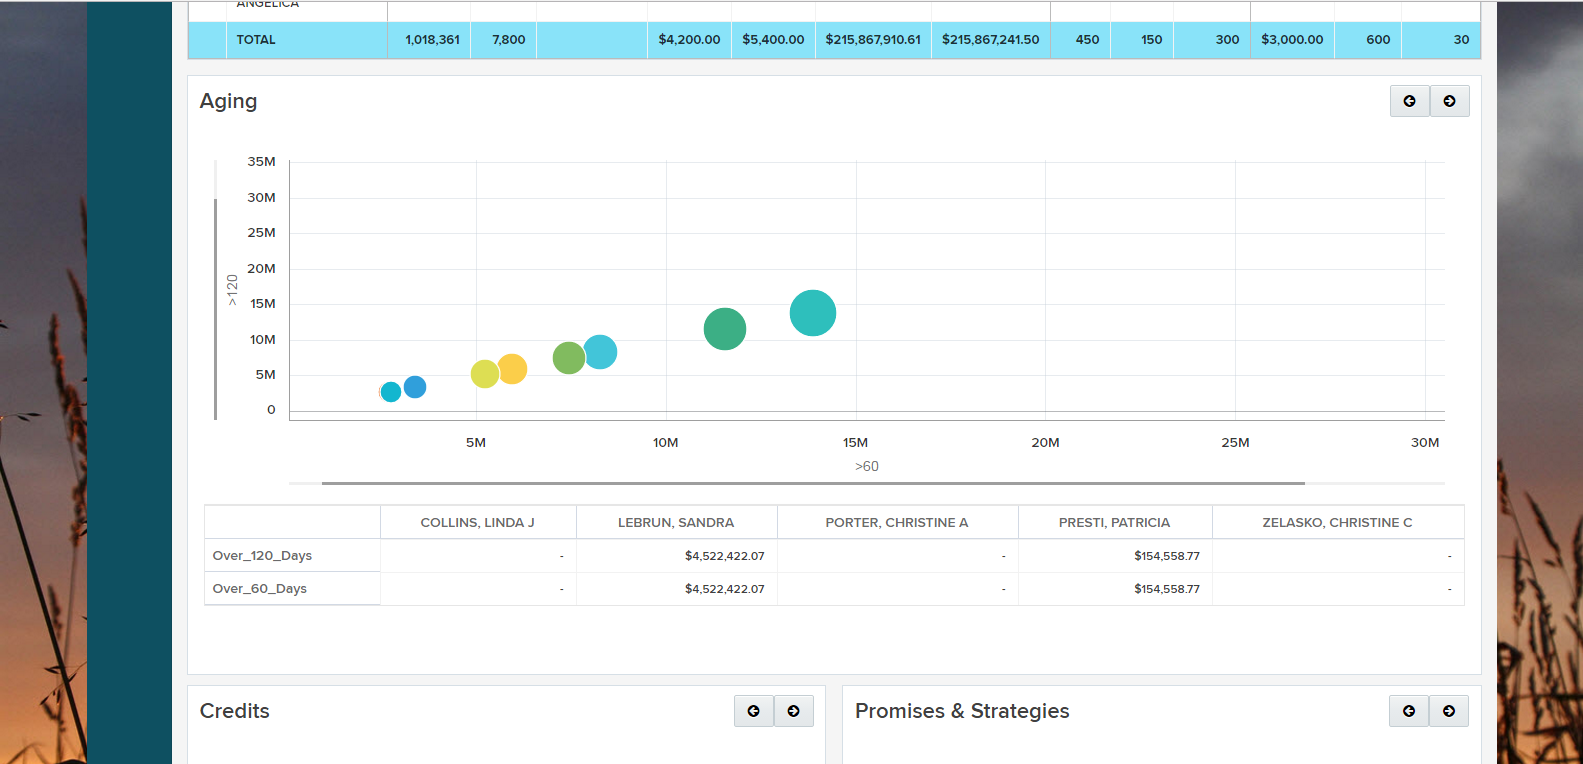 ANGELICA
TOTAL 1,018,361 7,800 $4,200.00 $5,400.00 $215,867,910.61 $215,867,241.50 450 150 300 $3,000.00 600 30
Aging
35M
30M
25M
20M
15M
10M
5M
0
>120
5M 10M 15M 20M 25M 30M
>60
COLLINS, LINDA J LEBRUN, SANDRA PORTER, CHRISTINE A PRESTI, PATRICIA ZELASKO, CHRISTINE C
Over_120_Days - $4,522,422.07 - $154,558.77 -
Over_60_Days - $4,522,422.07 - $154,558.77 -
Credits
Promises & Strategies